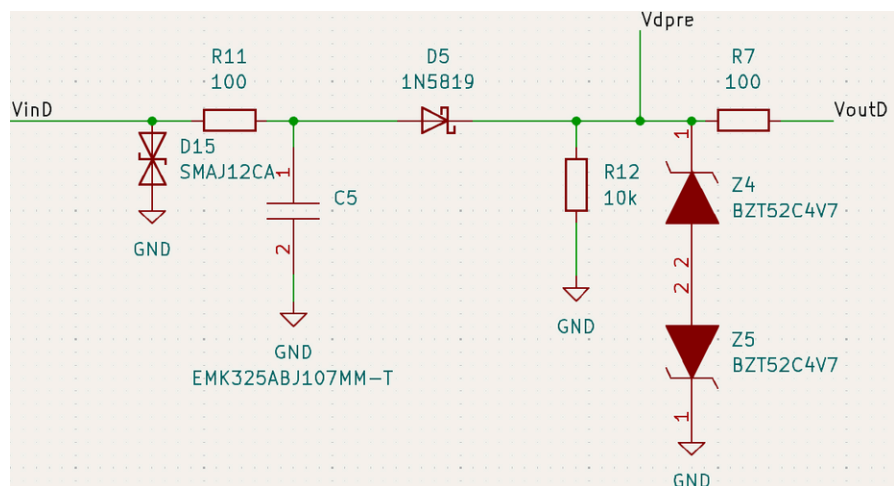 Vdpre
R11
100
D5
1N5819
R7
100
VinD
VoutD
D15
SMAJ12CA
1
C5
2
GND
R12
10k
1
Z4
BZT52C4V7
2
2
GND
GND
EMK325ABJ107MM-T
Z5
BZT52C4V7
1
GND